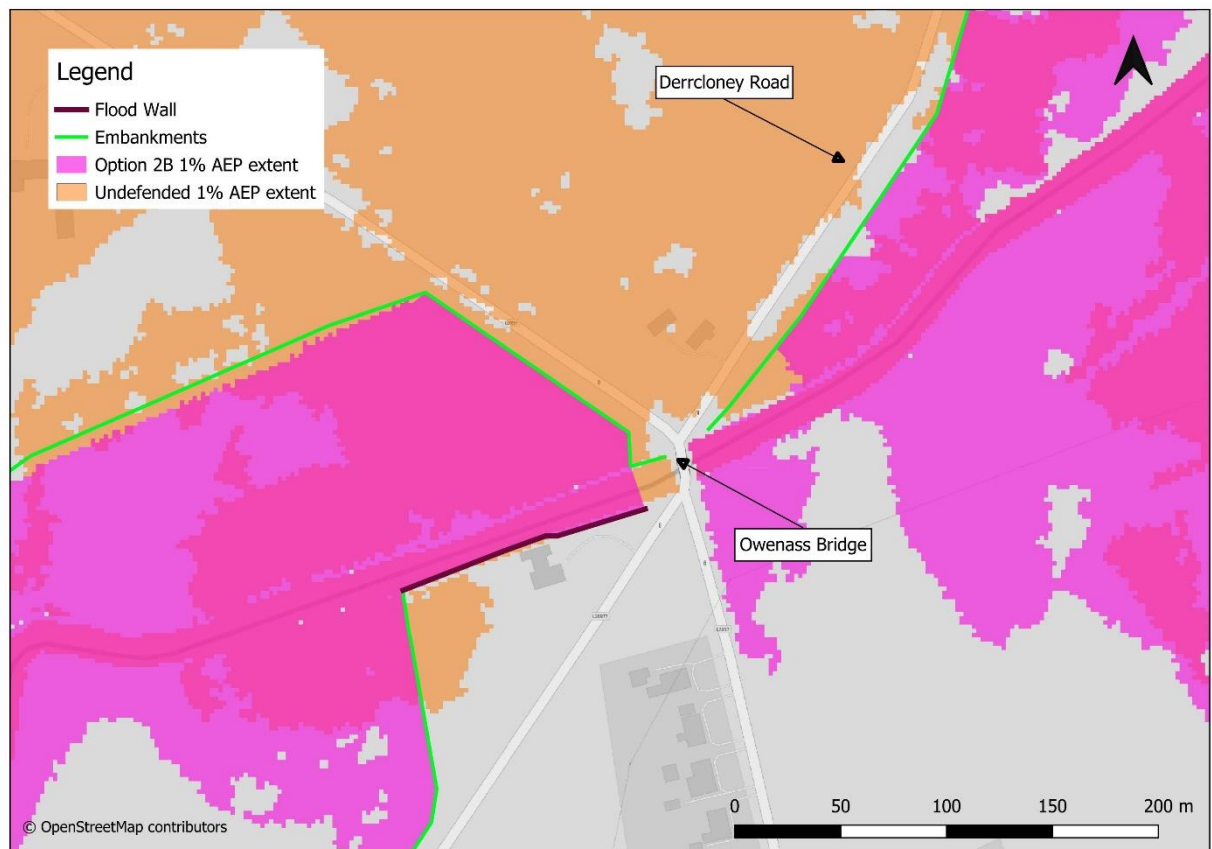 Legend
Flood Wall
Embankments
Option 2B 1% AEP extent
Undefended 1% AEP extent
Derrcloney Road
Owenass Bridge
0 50 100 150 200 m
© OpenStreetMap contributors